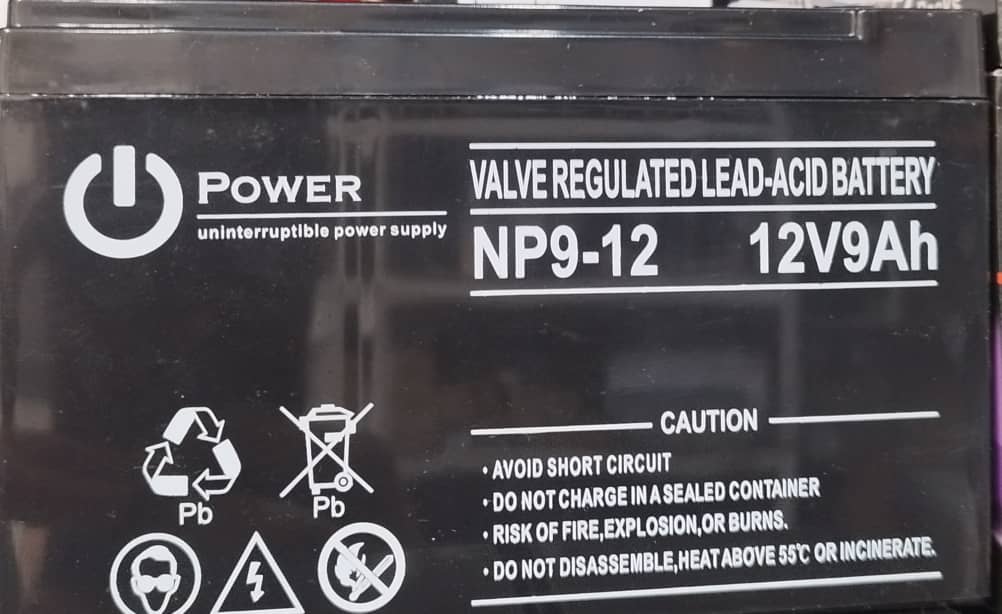 POWER
uninterruptible power supply
VALVE REGULATED LEAD-ACID BATTERY
NP9-12 12V9Ah
CAUTION
• AVOID SHORT CIRCUIT
• DO NOT CHARGE IN A SEALED CONTAINER
• RISK OF FIRE,EXPLOSION,OR BURNS.
• DO NOT DISASSEMBLE,HEAT ABOVE 55℃ OR INCINERATE.
Pb
Pb